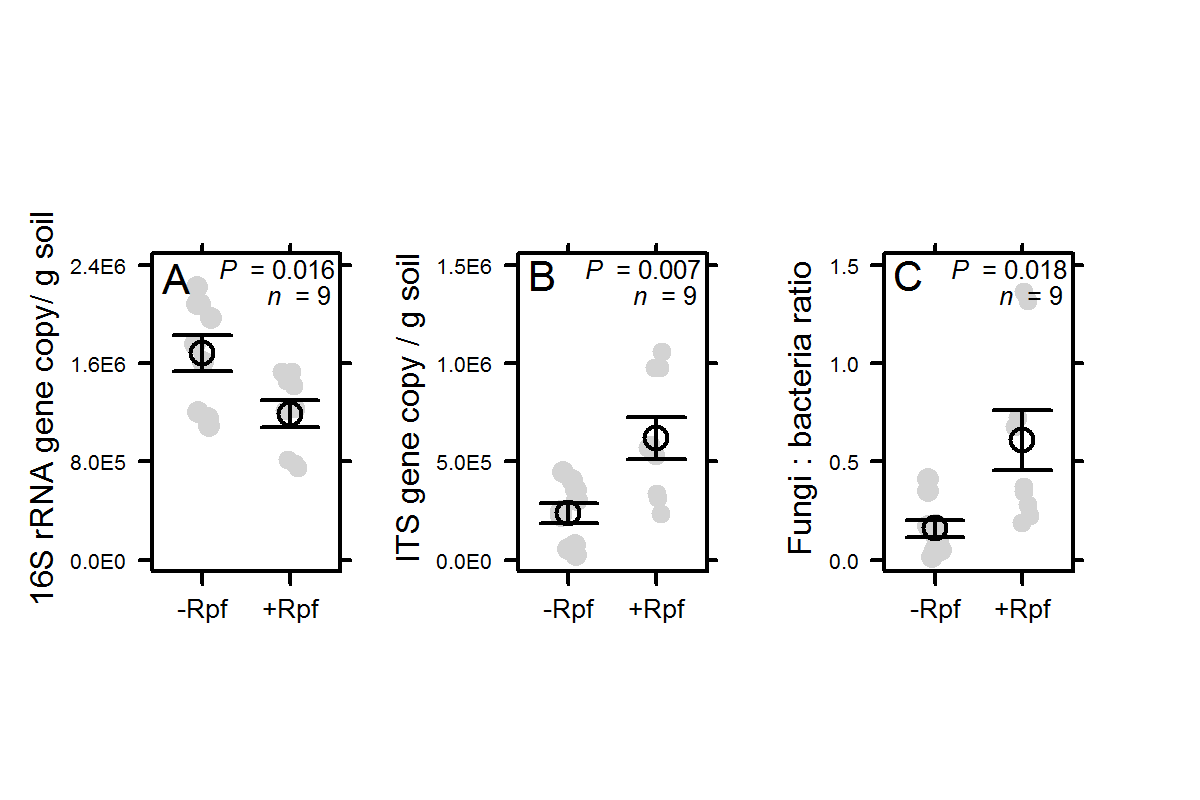 16S rRNA gene copy/ g soil
2.4E6
1.6E6
8.0E5
0.0E0
A
P = 0.016
n = 9
-Rpf +Rpf
ITS gene copy / g soil
1.5E6
1.0E6
5.0E5
0.0E0
B
P = 0.007
n = 9
-Rpf +Rpf
Fungi : bacteria ratio
1.5
1.0
0.5
0.0
C
P = 0.018
n = 9
-Rpf +Rpf